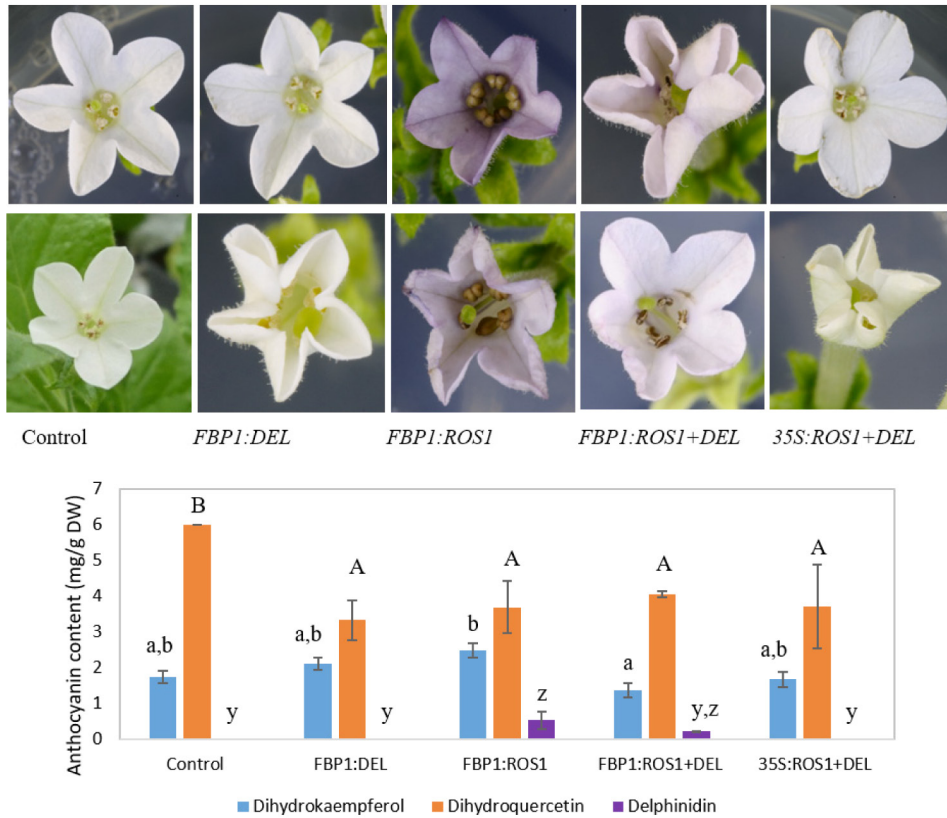 Control FBP1:DEL FBP1:ROS1 FBP1:ROS1+DEL 35S:ROS1+DEL
Anthocyanin content (mg/g DW)
7
6
5
4
3
2
1
0
a,b B y
a,b A y
b A z
a A y,z
a,b A y
Control FBP1:DEL FBP1:ROS1 FBP1:ROS1+DEL 35S:ROS1+DEL
Dihydrokaempferol Dihydroquercetin Delphinidin